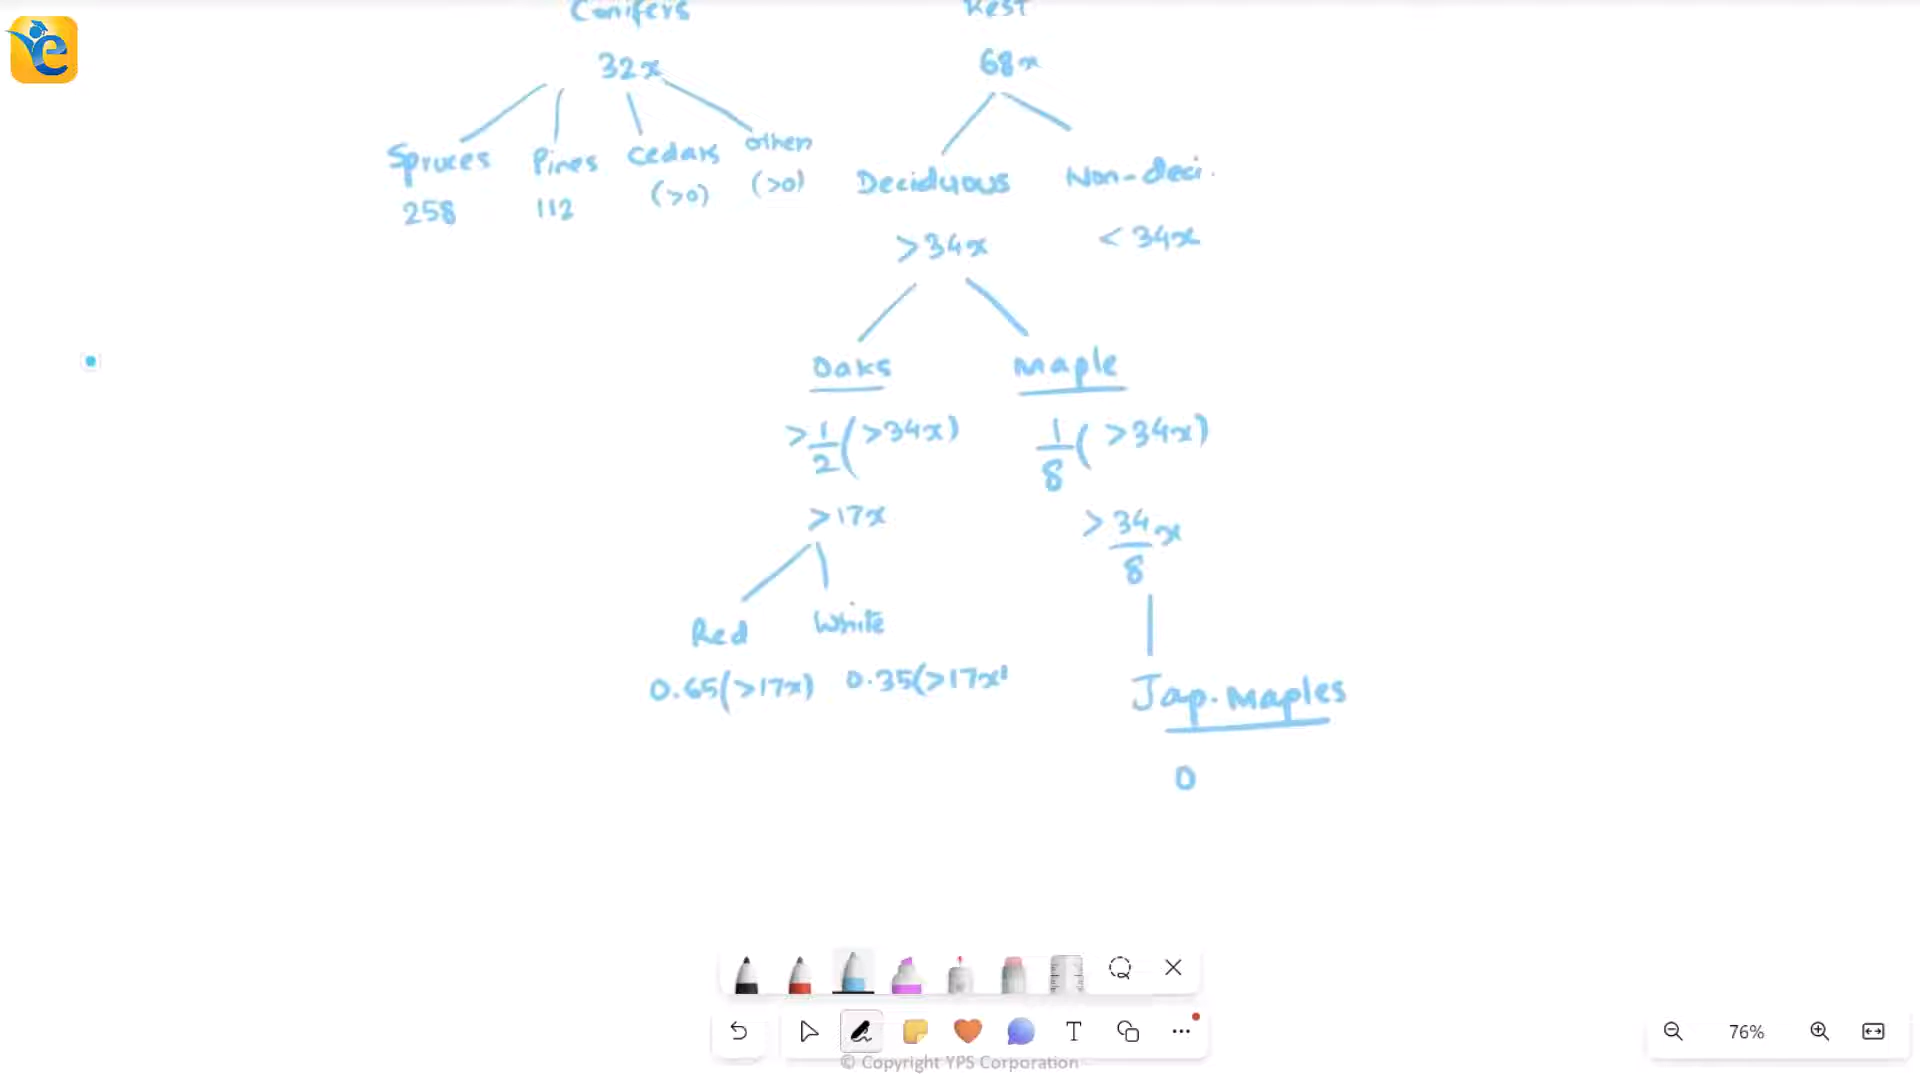 Conifers
Rest
32x
68x
Spruces
Pines
Cedars
others
258
112
(>0)
(>0)
Deciduous
Non-deci.
>34x
<34x
Oaks
Maple
>1/2(>34x)
1/8(>34x)
>17x
>34/8x
Red
White
0.65(>17x)
0.35(>17x)
Jap. Maples
0
76%
© Copyright YPS Corporation